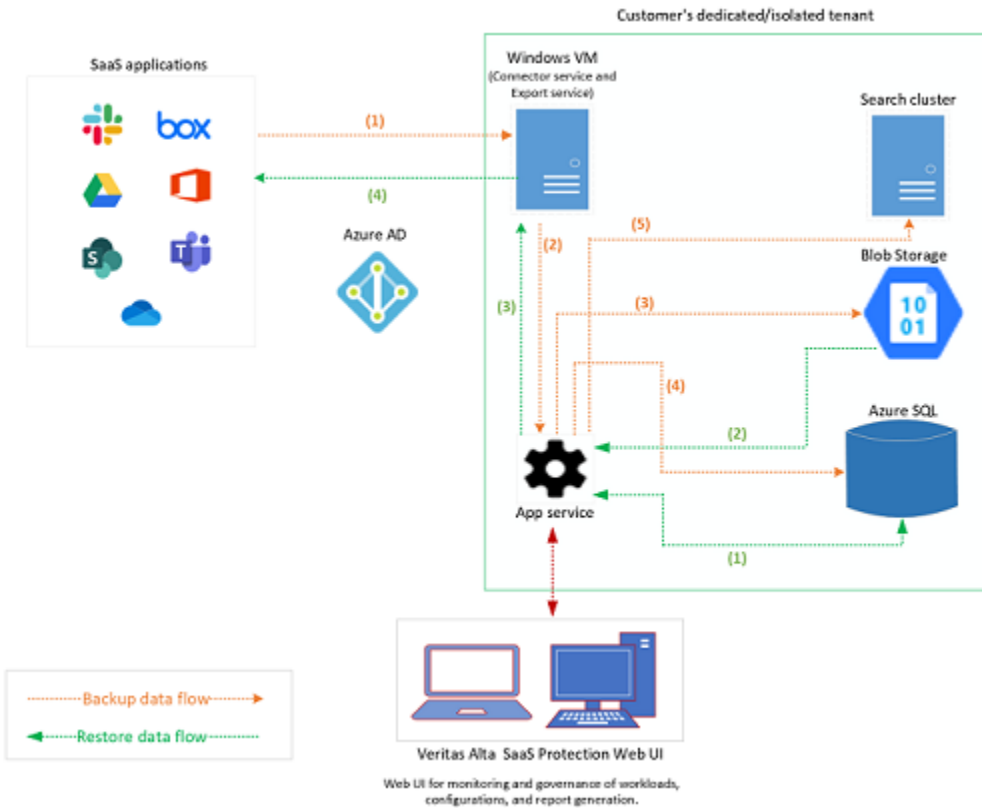 Customer's dedicated/isolated tenant
SaaS applications
box
S
T
Windows VM
(Connector service and
Export service)
Search cluster
(1)
(4)
Azure AD
(2)
(5)
Blob Storage
10
01
(3)
(3)
(4)
Azure SQL
(2)
App service
(1)
Backup data flow
Restore data flow
Veritas Alta SaaS Protection Web UI
Web UI for monitoring and governance of workloads,
configurations, and report generation.